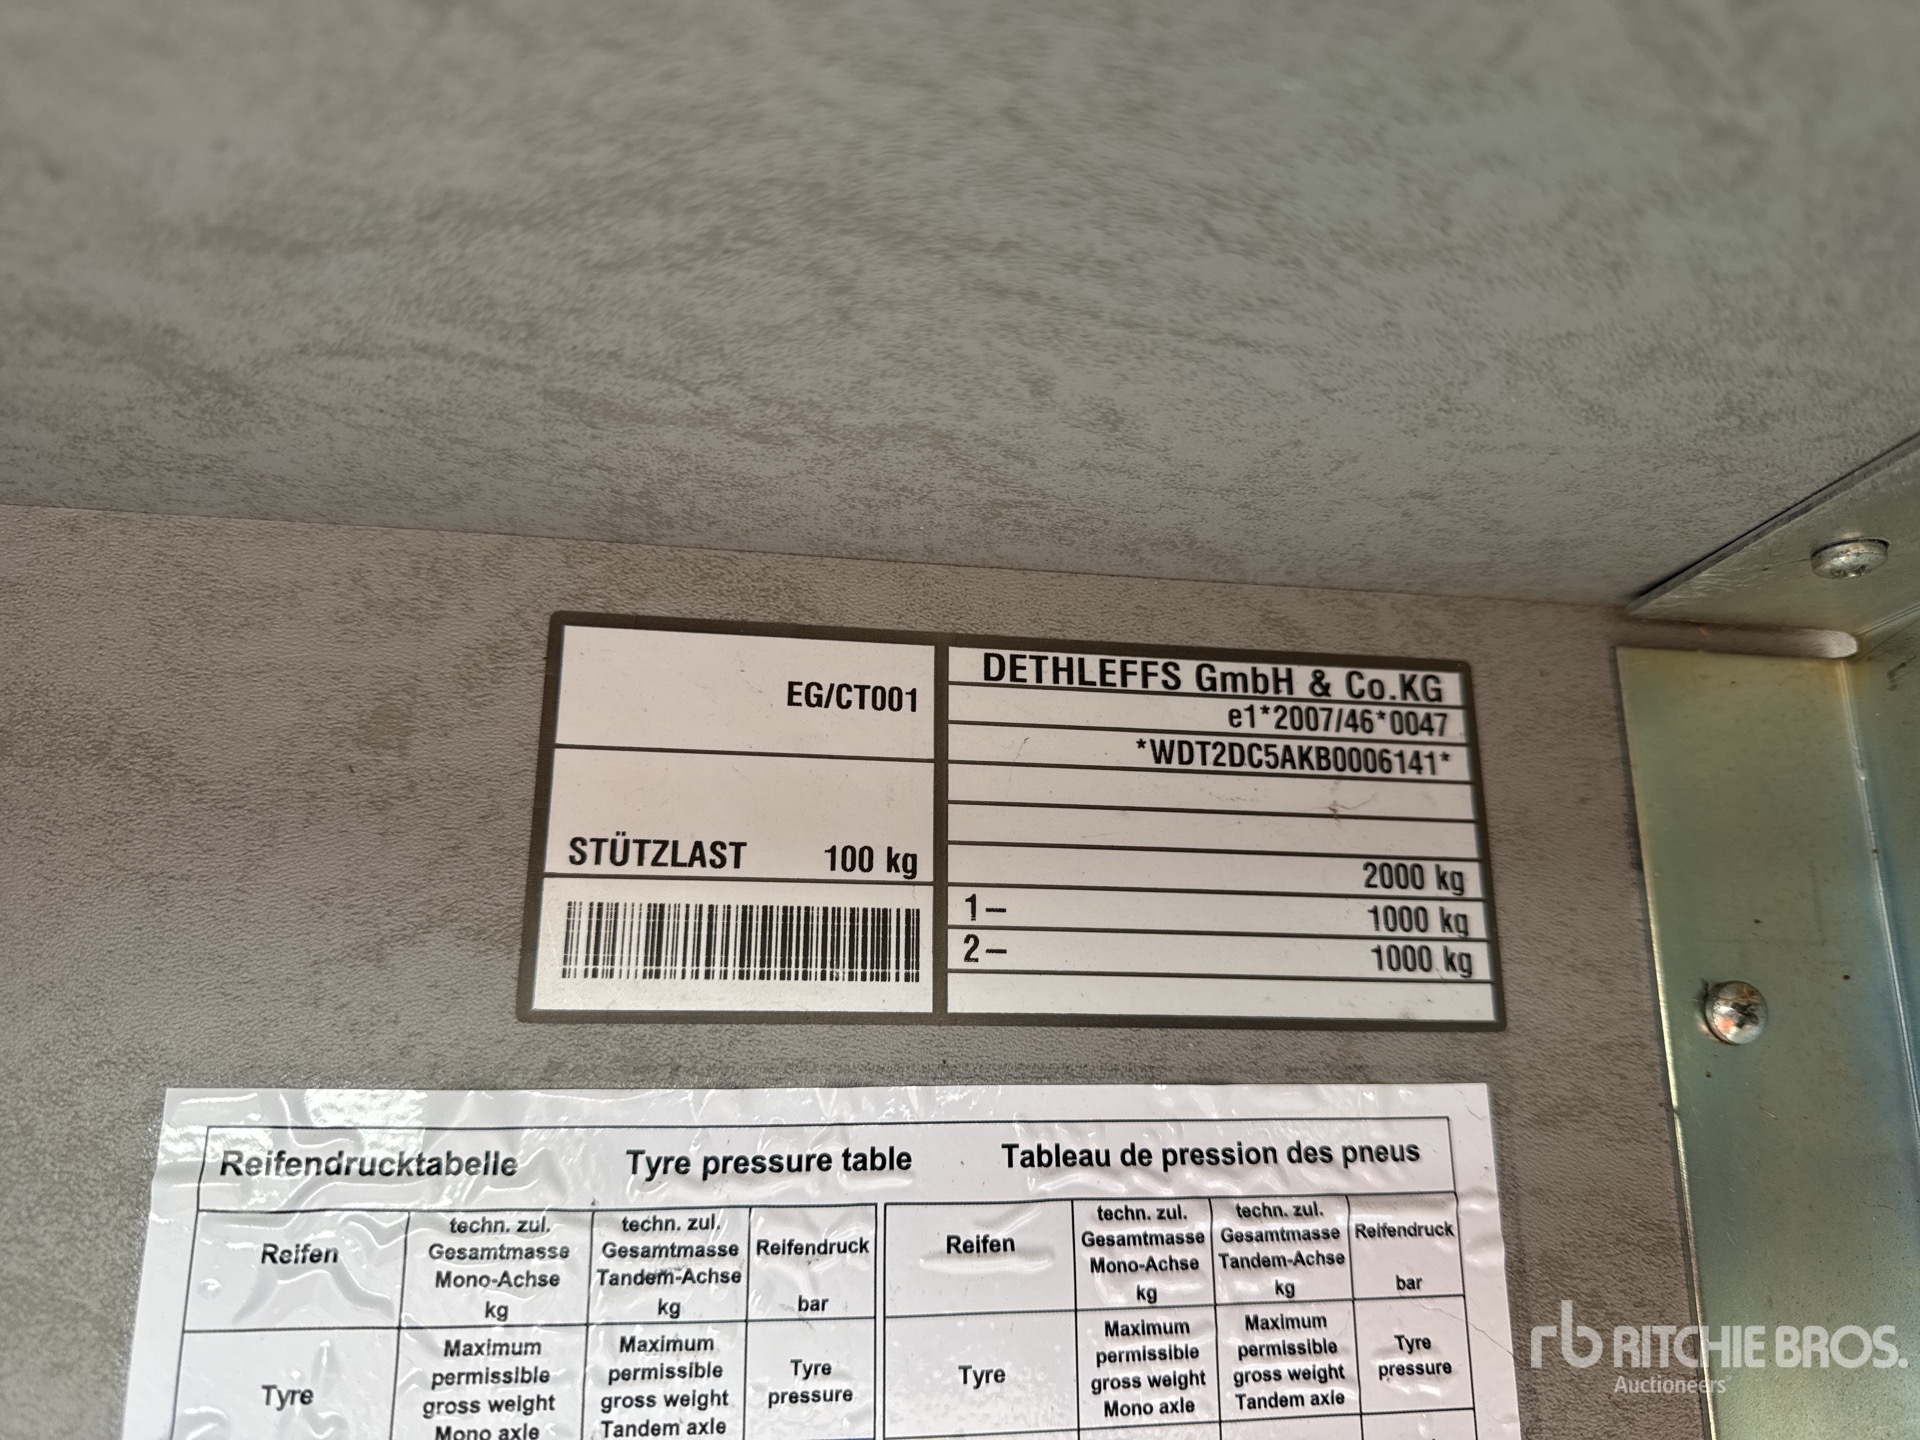 EG/CT001
STÜTZLAST 100 kg
DETHLEFFS GmbH & Co.KG
e1*2007/46*0047
*WDT2DC5AKB0006141*
2000 kg
1– 1000 kg
2– 1000 kg
Reifendrucktabelle Tyre pressure table Tableau de pression des pneus
Reifen
techn. zul.
Gesamtmasse
Mono-Achse
kg
techn. zul.
Gesamtmasse
Tandem-Achse
kg
Reifendruck
bar
Reifen
techn. zul.
Gesamtmasse
Mono-Achse
kg
techn. zul.
Gesamtmasse
Tandem-Achse
kg
Reifendruck
bar
Tyre
Maximum
permissible
gross weight
Mono axle
Maximum
permissible
gross weight
Tandem axle
Tyre
pressure
Tyre
Maximum
permissible
gross weight
Mono axle
Maximum
permissible
gross weight
Tandem axle
Tyre
pressure
rb RITCHIE BROS.
Auctioneers